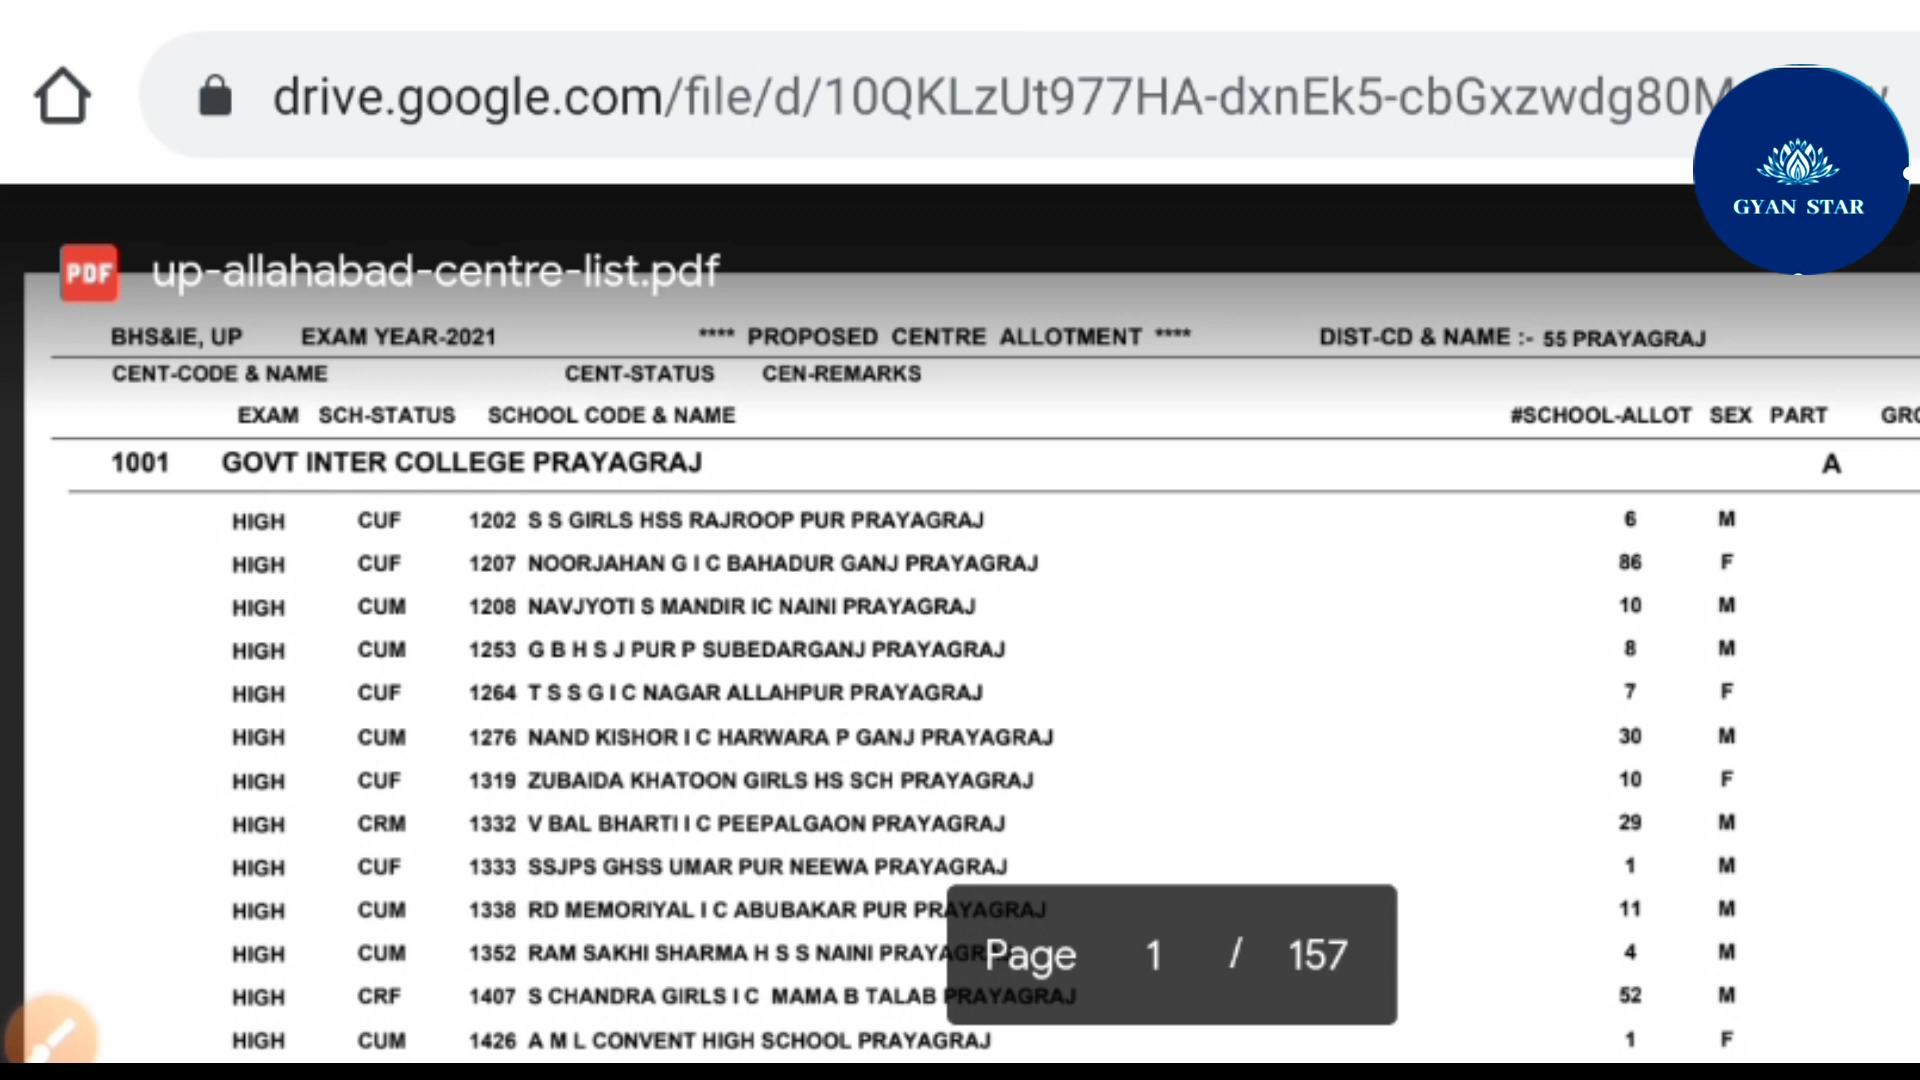 drive.google.com/file/d/10QKLzUt977HA-dxnEk5-cbGxzwdg80M
GYAN STAR
PDF up-allahabad-centre-list.pdf
BHS&IE, UP EXAM YEAR-2021 **** PROPOSED CENTRE ALLOTMENT **** DIST-CD & NAME :- 55 PRAYAGRAJ
CENT-CODE & NAME CENT-STATUS CEN-REMARKS
EXAM SCH-STATUS SCHOOL CODE & NAME #SCHOOL-ALLOT SEX PART GRO
1001 GOVT INTER COLLEGE PRAYAGRAJ A
HIGH CUF 1202 S S GIRLS HSS RAJROOP PUR PRAYAGRAJ 6 M
HIGH CUF 1207 NOORJAHAN G I C BAHADUR GANJ PRAYAGRAJ 86 F
HIGH CUM 1208 NAVJYOTI S MANDIR IC NAINI PRAYAGRAJ 10 M
HIGH CUM 1253 G B H S J PUR P SUBEDARGANJ PRAYAGRAJ 8 M
HIGH CUF 1264 T S S G I C NAGAR ALLAHPUR PRAYAGRAJ 7 F
HIGH CUM 1276 NAND KISHOR I C HARWARA P GANJ PRAYAGRAJ 30 M
HIGH CUF 1319 ZUBAIDA KHATOON GIRLS HS SCH PRAYAGRAJ 10 F
HIGH CRM 1332 V BAL BHARTI I C PEEPALGAON PRAYAGRAJ 29 M
HIGH CUF 1333 SSJPS GHSS UMAR PUR NEEWA PRAYAGRAJ 1 M
HIGH CUM 1338 RD MEMORIYAL I C ABUBAKAR PUR PRAYAGRAJ 11 M
HIGH CUM 1352 RAM SAKHI SHARMA H S S NAINI PRAYAGR 4 M
HIGH CRF 1407 S CHANDRA GIRLS I C MAMA B TALAB PRAYAGRAJ 52 M
HIGH CUM 1426 A M L CONVENT HIGH SCHOOL PRAYAGRAJ 1 F
Page 1 / 157